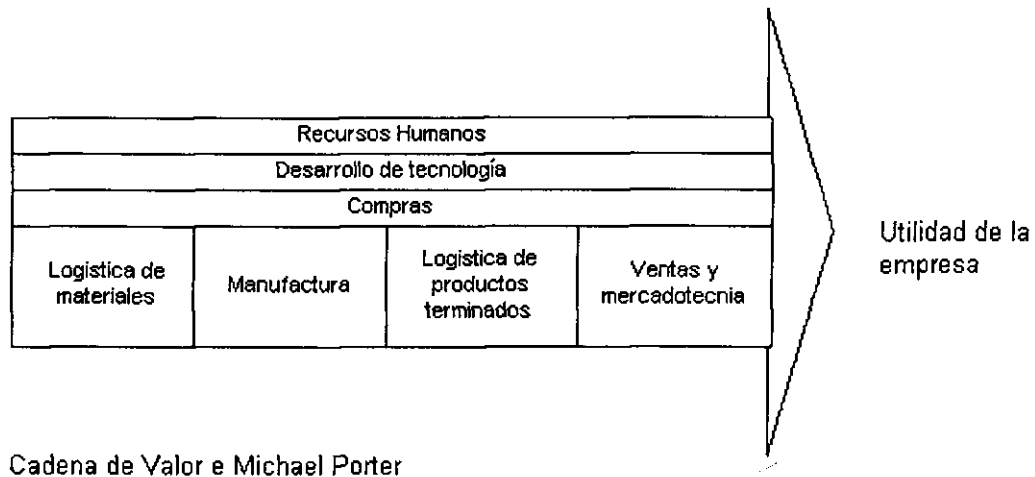 Recursos Humanos
Desarrollo de tecnología
Compras
Logistica de
materiales
Manufactura
Logistica de
productos
terminados
Ventas y
mercadotecnia
Utilidad de la
empresa
Cadena de Valor e Michael Porter